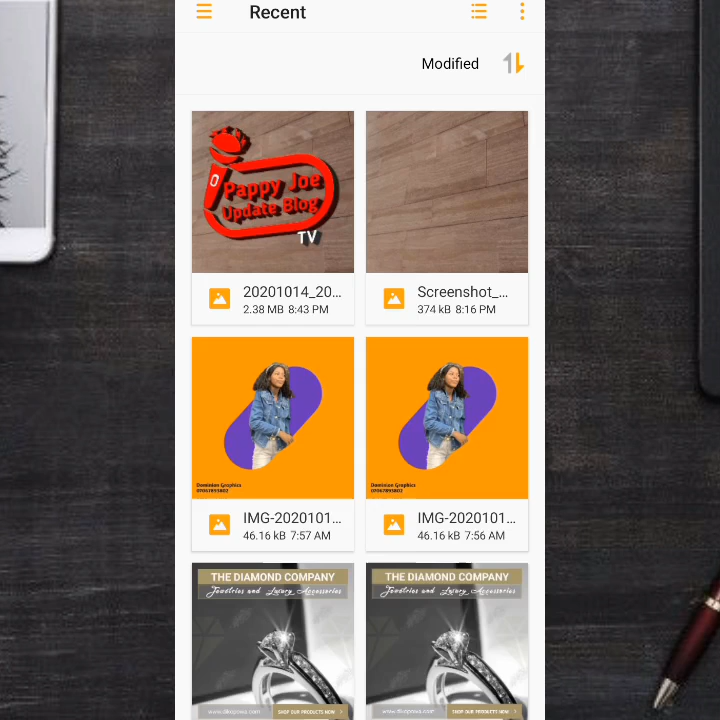 Recent
Modified
Pappy Joe
Update Blog
TV
20201014_20...
2.38 MB 8:43 PM
Screenshot_...
374 kB 8:16 PM
Dominion Graphics
IMG-2020101...
46.16 kB 7:57 AM
Dominion Graphics
IMG-2020101...
46.16 kB 7:56 AM
THE DIAMOND COMPANY
Jewelries and Luxury Accessories
SHOP OUR PRODUCTS NOW
THE DIAMOND COMPANY
Jewelries and Luxury Accessories
SHOP OUR PRODUCTS NOW